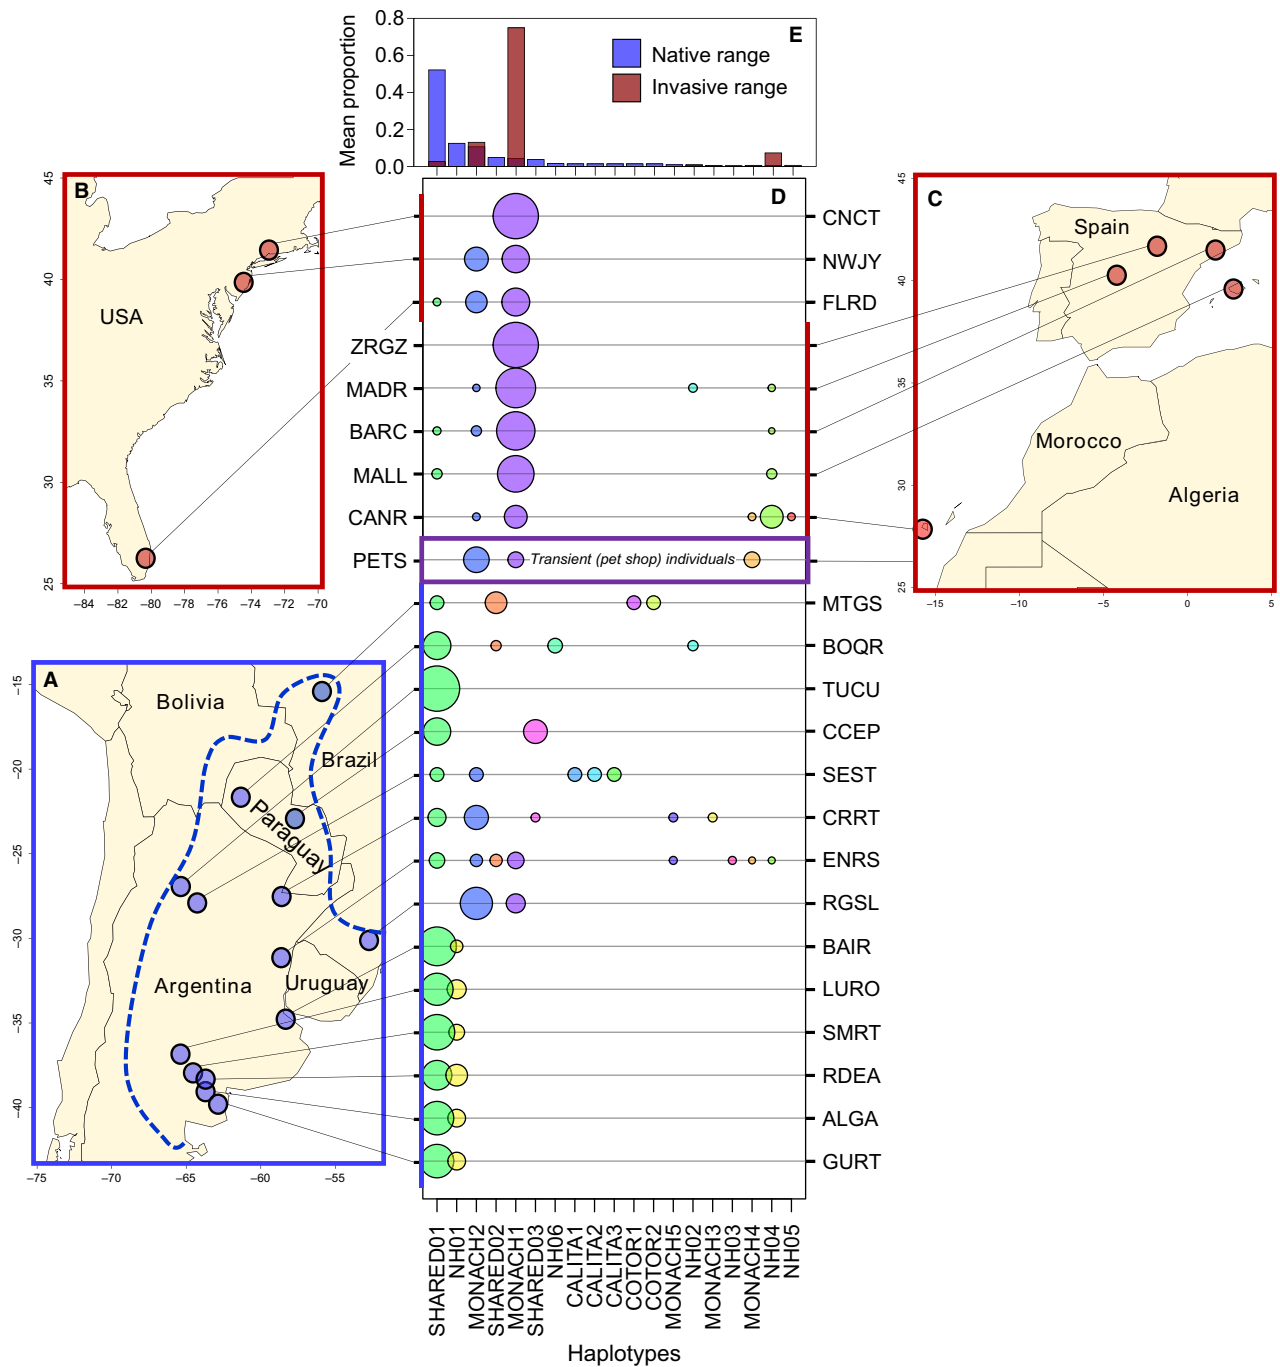 E
Mean proportion
0.8
0.6
0.4
0.2
0.0
Native range
Invasive range
B
45
40
35
30
25
USA
−84
−82
−80
−78
−76
−74
−72
−70
C
45
40
35
30
25
Spain
Morocco
Algeria
−15
−10
−5
0
5
D
CNCT
NWJY
FLRD
ZRGZ
MADR
BARC
MALL
CANR
PETS
Transient (pet shop) individuals
MTGS
BOQR
TUCU
CCEP
SEST
CRRT
ENRS
RGSL
BAIR
LURO
SMRT
RDEA
ALGA
GURT
A
−15
−20
−25
−30
−35
−40
Bolivia
Brazil
Paraguay
Argentina
Uruguay
−75
−70
−65
−60
−55
SHARED01
NH01
MONACH2
SHARED02
MONACH1
SHARED03
NH06
CALITA1
CALITA2
CALITA3
COTOR1
COTOR2
MONACH5
NH02
MONACH3
NH03
MONACH4
NH04
NH05
Haplotypes